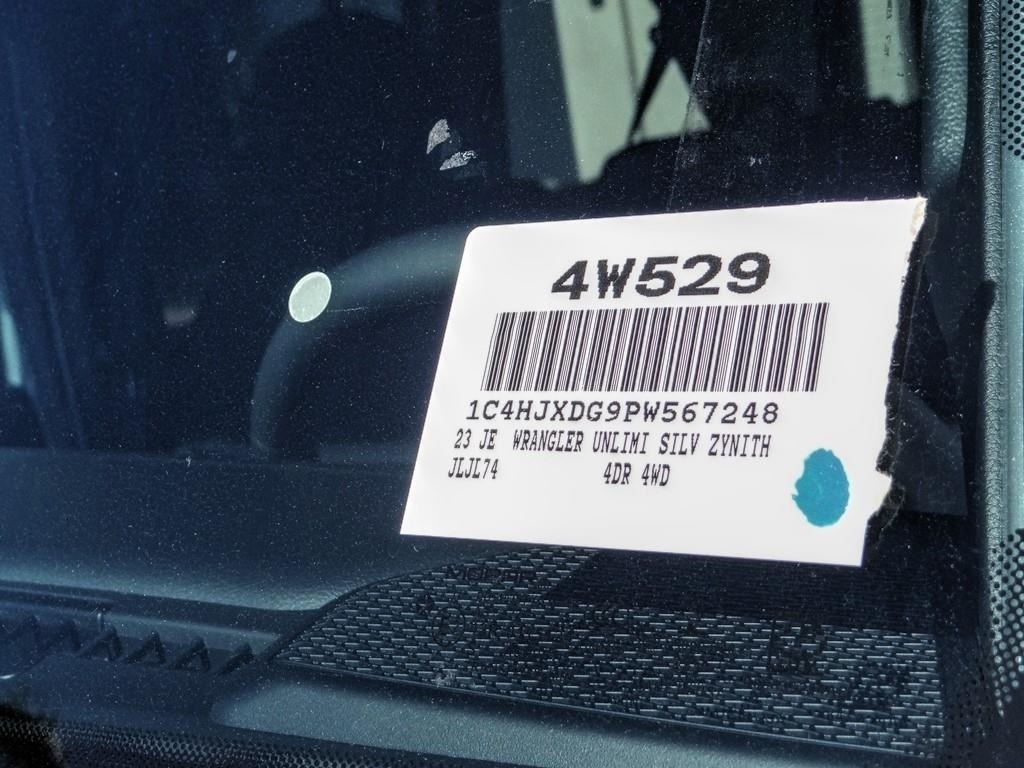 4W529
1C4HJXDG9PW567248
23 JE WRANGLER UNLIMI SILV ZYNITH
JLJL74 4DR 4WD